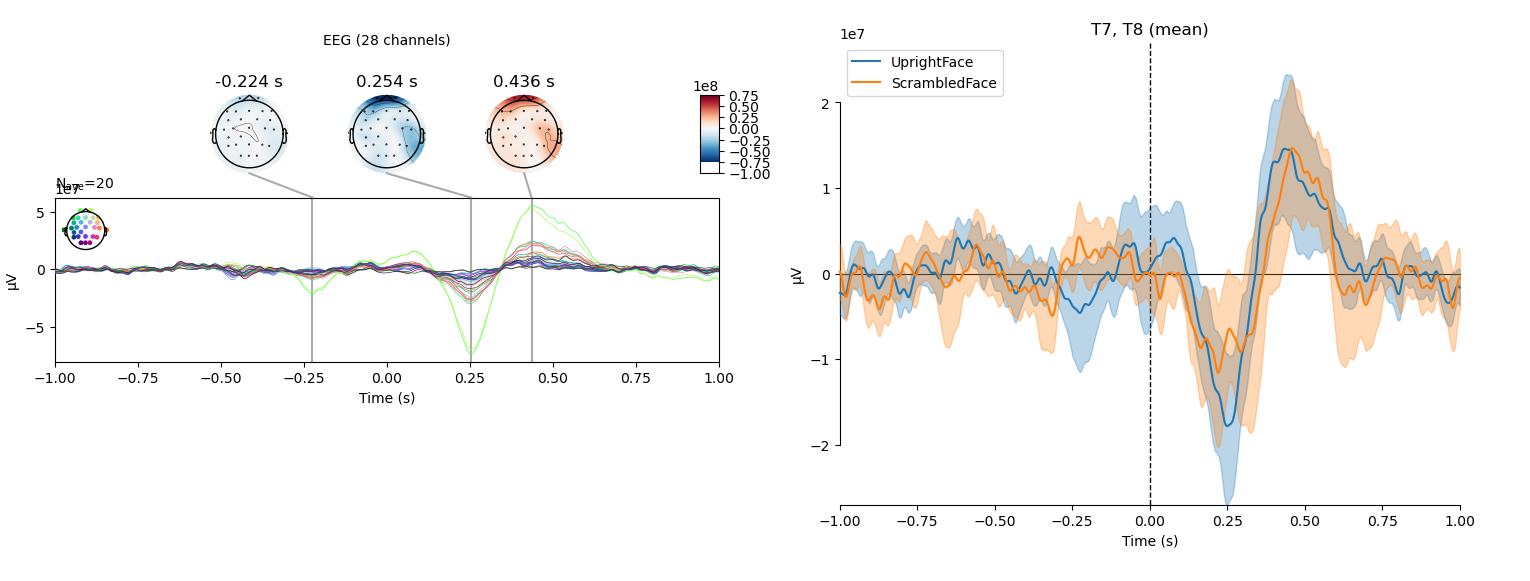 EEG (28 channels)
-0.224 s
0.254 s
0.436 s
1e8
0.75
0.50
0.25
0.00
−0.25
−0.50
−0.75
−1.00
Nave=20
1e7
5
0
−5
µV
−1.00
−0.75
−0.50
−0.25
0.00
0.25
0.50
0.75
1.00
Time (s)
T7, T8 (mean)
1e7
UprightFace
ScrambledFace
2
1
0
−1
−2
µV
−1.00
−0.75
−0.50
−0.25
0.00
0.25
0.50
0.75
1.00
Time (s)